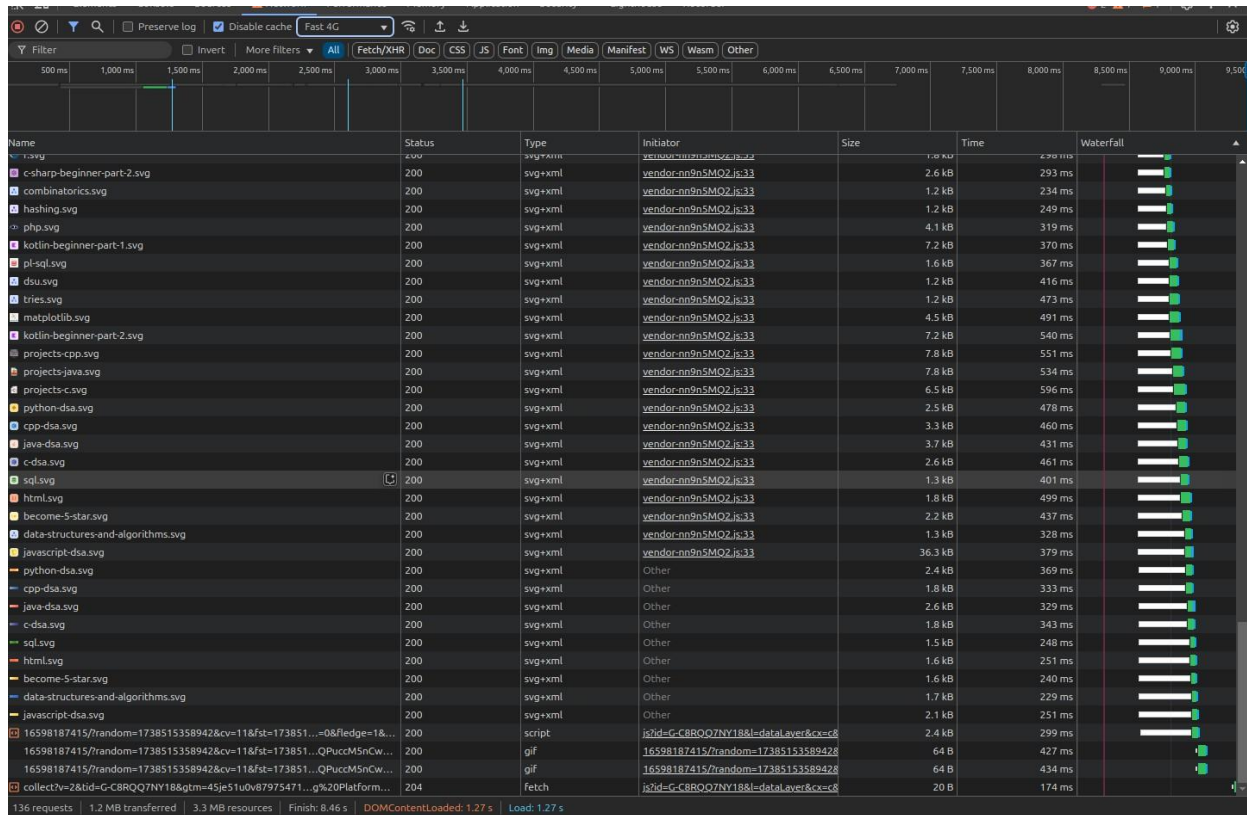 Preserve log Disable cache Fast 4G
Filter Invert More filters All Fetch/XHR Doc CSS JS Font Img Media Manifest WS Wasm Other
500 ms 1,000 ms 1,500 ms 2,000 ms 2,500 ms 3,000 ms 3,500 ms 4,000 ms 4,500 ms 5,000 ms 5,500 ms 6,000 ms 6,500 ms 7,000 ms 7,500 ms 8,000 ms 8,500 ms 9,000 ms 9,500
Name Status Type Initiator Size Time Waterfall
r.svg 200 svg+xml vendor-nn9n5MQ2.js:33 1.8 kB 298 ms
c-sharp-beginner-part-2.svg 200 svg+xml vendor-nn9n5MQ2.js:33 2.6 kB 293 ms
combinatorics.svg 200 svg+xml vendor-nn9n5MQ2.js:33 1.2 kB 234 ms
hashing.svg 200 svg+xml vendor-nn9n5MQ2.js:33 1.2 kB 249 ms
php.svg 200 svg+xml vendor-nn9n5MQ2.js:33 4.1 kB 319 ms
kotlin-beginner-part-1.svg 200 svg+xml vendor-nn9n5MQ2.js:33 7.2 kB 370 ms
pl-sql.svg 200 svg+xml vendor-nn9n5MQ2.js:33 1.6 kB 367 ms
dsu.svg 200 svg+xml vendor-nn9n5MQ2.js:33 1.2 kB 416 ms
tries.svg 200 svg+xml vendor-nn9n5MQ2.js:33 1.2 kB 473 ms
matplotlib.svg 200 svg+xml vendor-nn9n5MQ2.js:33 4.5 kB 491 ms
kotlin-beginner-part-2.svg 200 svg+xml vendor-nn9n5MQ2.js:33 7.2 kB 540 ms
projects-cpp.svg 200 svg+xml vendor-nn9n5MQ2.js:33 7.8 kB 551 ms
projects-java.svg 200 svg+xml vendor-nn9n5MQ2.js:33 7.8 kB 534 ms
projects-c.svg 200 svg+xml vendor-nn9n5MQ2.js:33 6.5 kB 596 ms
python-dsa.svg 200 svg+xml vendor-nn9n5MQ2.js:33 2.5 kB 478 ms
cpp-dsa.svg 200 svg+xml vendor-nn9n5MQ2.js:33 3.3 kB 460 ms
java-dsa.svg 200 svg+xml vendor-nn9n5MQ2.js:33 3.7 kB 431 ms
c-dsa.svg 200 svg+xml vendor-nn9n5MQ2.js:33 2.6 kB 461 ms
sql.svg 200 svg+xml vendor-nn9n5MQ2.js:33 1.3 kB 401 ms
html.svg 200 svg+xml vendor-nn9n5MQ2.js:33 1.8 kB 499 ms
become-5-star.svg 200 svg+xml vendor-nn9n5MQ2.js:33 2.2 kB 437 ms
data-structures-and-algorithms.svg 200 svg+xml vendor-nn9n5MQ2.js:33 1.3 kB 328 ms
javascript-dsa.svg 200 svg+xml vendor-nn9n5MQ2.js:33 36.3 kB 379 ms
python-dsa.svg 200 svg+xml Other 2.4 kB 369 ms
cpp-dsa.svg 200 svg+xml Other 1.8 kB 333 ms
java-dsa.svg 200 svg+xml Other 2.6 kB 329 ms
c-dsa.svg 200 svg+xml Other 1.8 kB 343 ms
sql.svg 200 svg+xml Other 1.5 kB 248 ms
html.svg 200 svg+xml Other 1.6 kB 251 ms
become-5-star.svg 200 svg+xml Other 1.6 kB 240 ms
data-structures-and-algorithms.svg 200 svg+xml Other 1.7 kB 229 ms
javascript-dsa.svg 200 svg+xml Other 2.1 kB 251 ms
16598187415/?random=1738515358942&cv=11&fst=173851...=0&fledge=1&... 200 script js?id=G-C8RQQ7NY18&l=dataLayer&cx=c& 2.4 kB 299 ms
16598187415/?random=1738515358942&cv=11&fst=173851...QPuccM5nCw... 200 gif 16598187415/?random=1738515358942& 64 B 427 ms
16598187415/?random=1738515358942&cv=11&fst=173851...QPuccM5nCw... 200 gif 16598187415/?random=1738515358942& 64 B 434 ms
collect?v=2&tid=G-C8RQQ7NY18&gtm=45je51u0v87975471...g%20Platform... 204 fetch js?id=G-C8RQQ7NY18&l=dataLayer&cx=c& 20 B 174 ms
136 requests 1.2 MB transferred 3.3 MB resources Finish: 8.46 s DOMContentLoaded: 1.27 s Load: 1.27 s